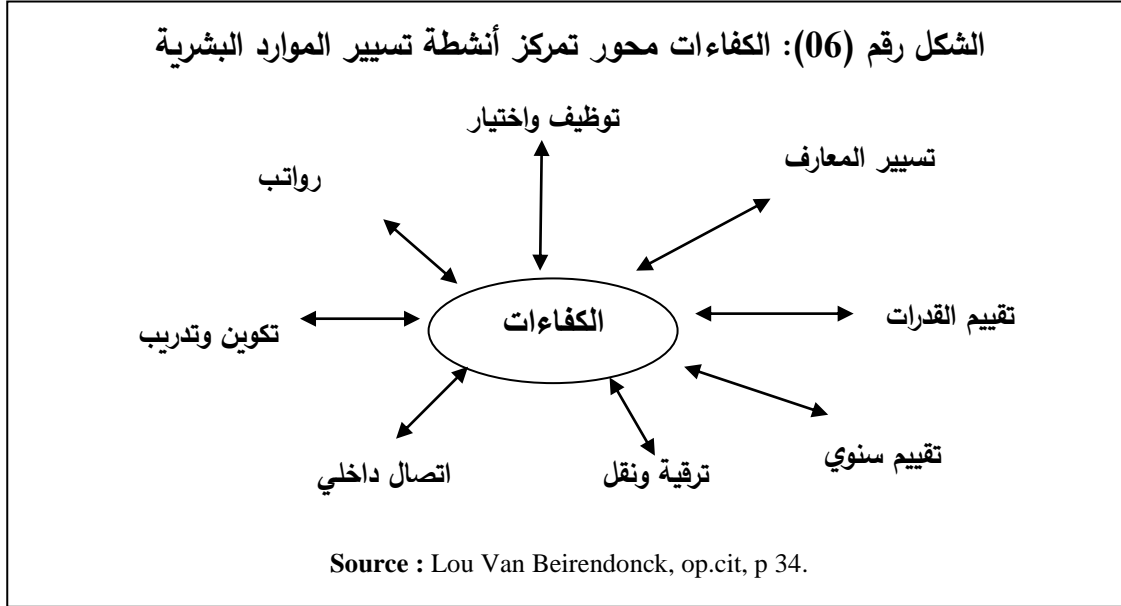 الشكل رقم (06): الكفاءات محور تمركز أنشطة تسيير الموارد البشرية
توظيف واختيار
تسيير المعارف
رواتب
الكفاءات
تقييم القدرات
تكوين وتدريب
تقييم سنوي
ترقية ونقل
اتصال داخلي
Source : Lou Van Beirendonck, op.cit, p 34.